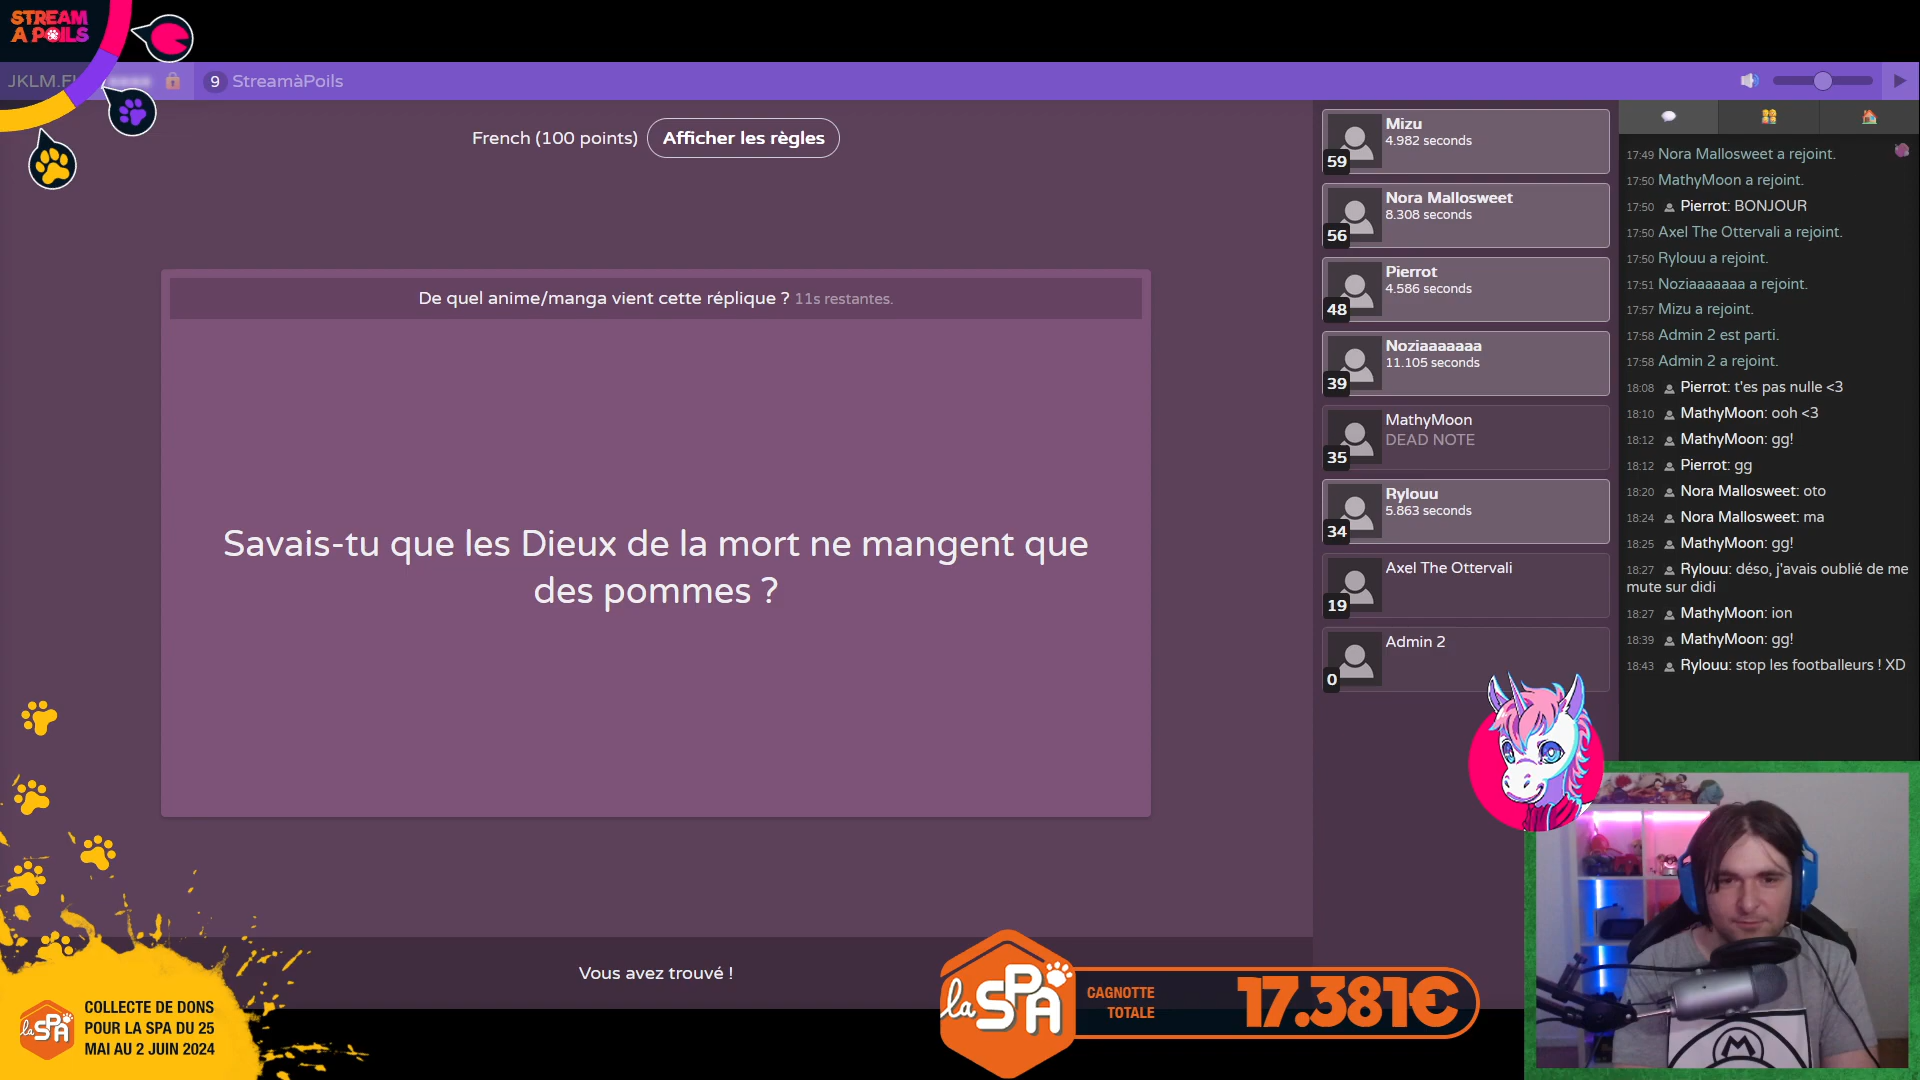 STREAM
A POILS
JKLM.F
9 StreamàPoils
French (100 points) Afficher les règles
De quel anime/manga vient cette réplique ? 11s restantes.
Savais-tu que les Dieux de la mort ne mangent que
des pommes ?
Vous avez trouvé !
Mizu
4.982 seconds
59
Nora Mallosweet
8.308 seconds
56
Pierrot
4.586 seconds
48
Noziaaaaaaa
11.105 seconds
39
MathyMoon
DEAD NOTE
35
Rylouu
5.863 seconds
34
Axel The Ottervali
19
Admin 2
0
17:49 Nora Mallosweet a rejoint.
17:50 MathyMoon a rejoint.
17:50 Pierrot: BONJOUR
17:50 Axel The Ottervali a rejoint.
17:50 Rylouu a rejoint.
17:51 Noziaaaaaaa a rejoint.
17:57 Mizu a rejoint.
17:58 Admin 2 est parti.
17:58 Admin 2 a rejoint.
18:08 Pierrot: t'es pas nulle <3
18:10 MathyMoon: ooh <3
18:12 MathyMoon: gg!
18:12 Pierrot: gg
18:20 Nora Mallosweet: oto
18:24 Nora Mallosweet: ma
18:25 MathyMoon: gg!
18:27 Rylouu: déso, j'avais oublié de me
mute sur didi
18:27 MathyMoon: ion
18:39 MathyMoon: gg!
18:43 Rylouu: stop les footballeurs ! XD
la SPA
COLLECTE DE DONS
POUR LA SPA DU 25
MAI AU 2 JUIN 2024
la SPA
CAGNOTTE
TOTALE
17.381€
M